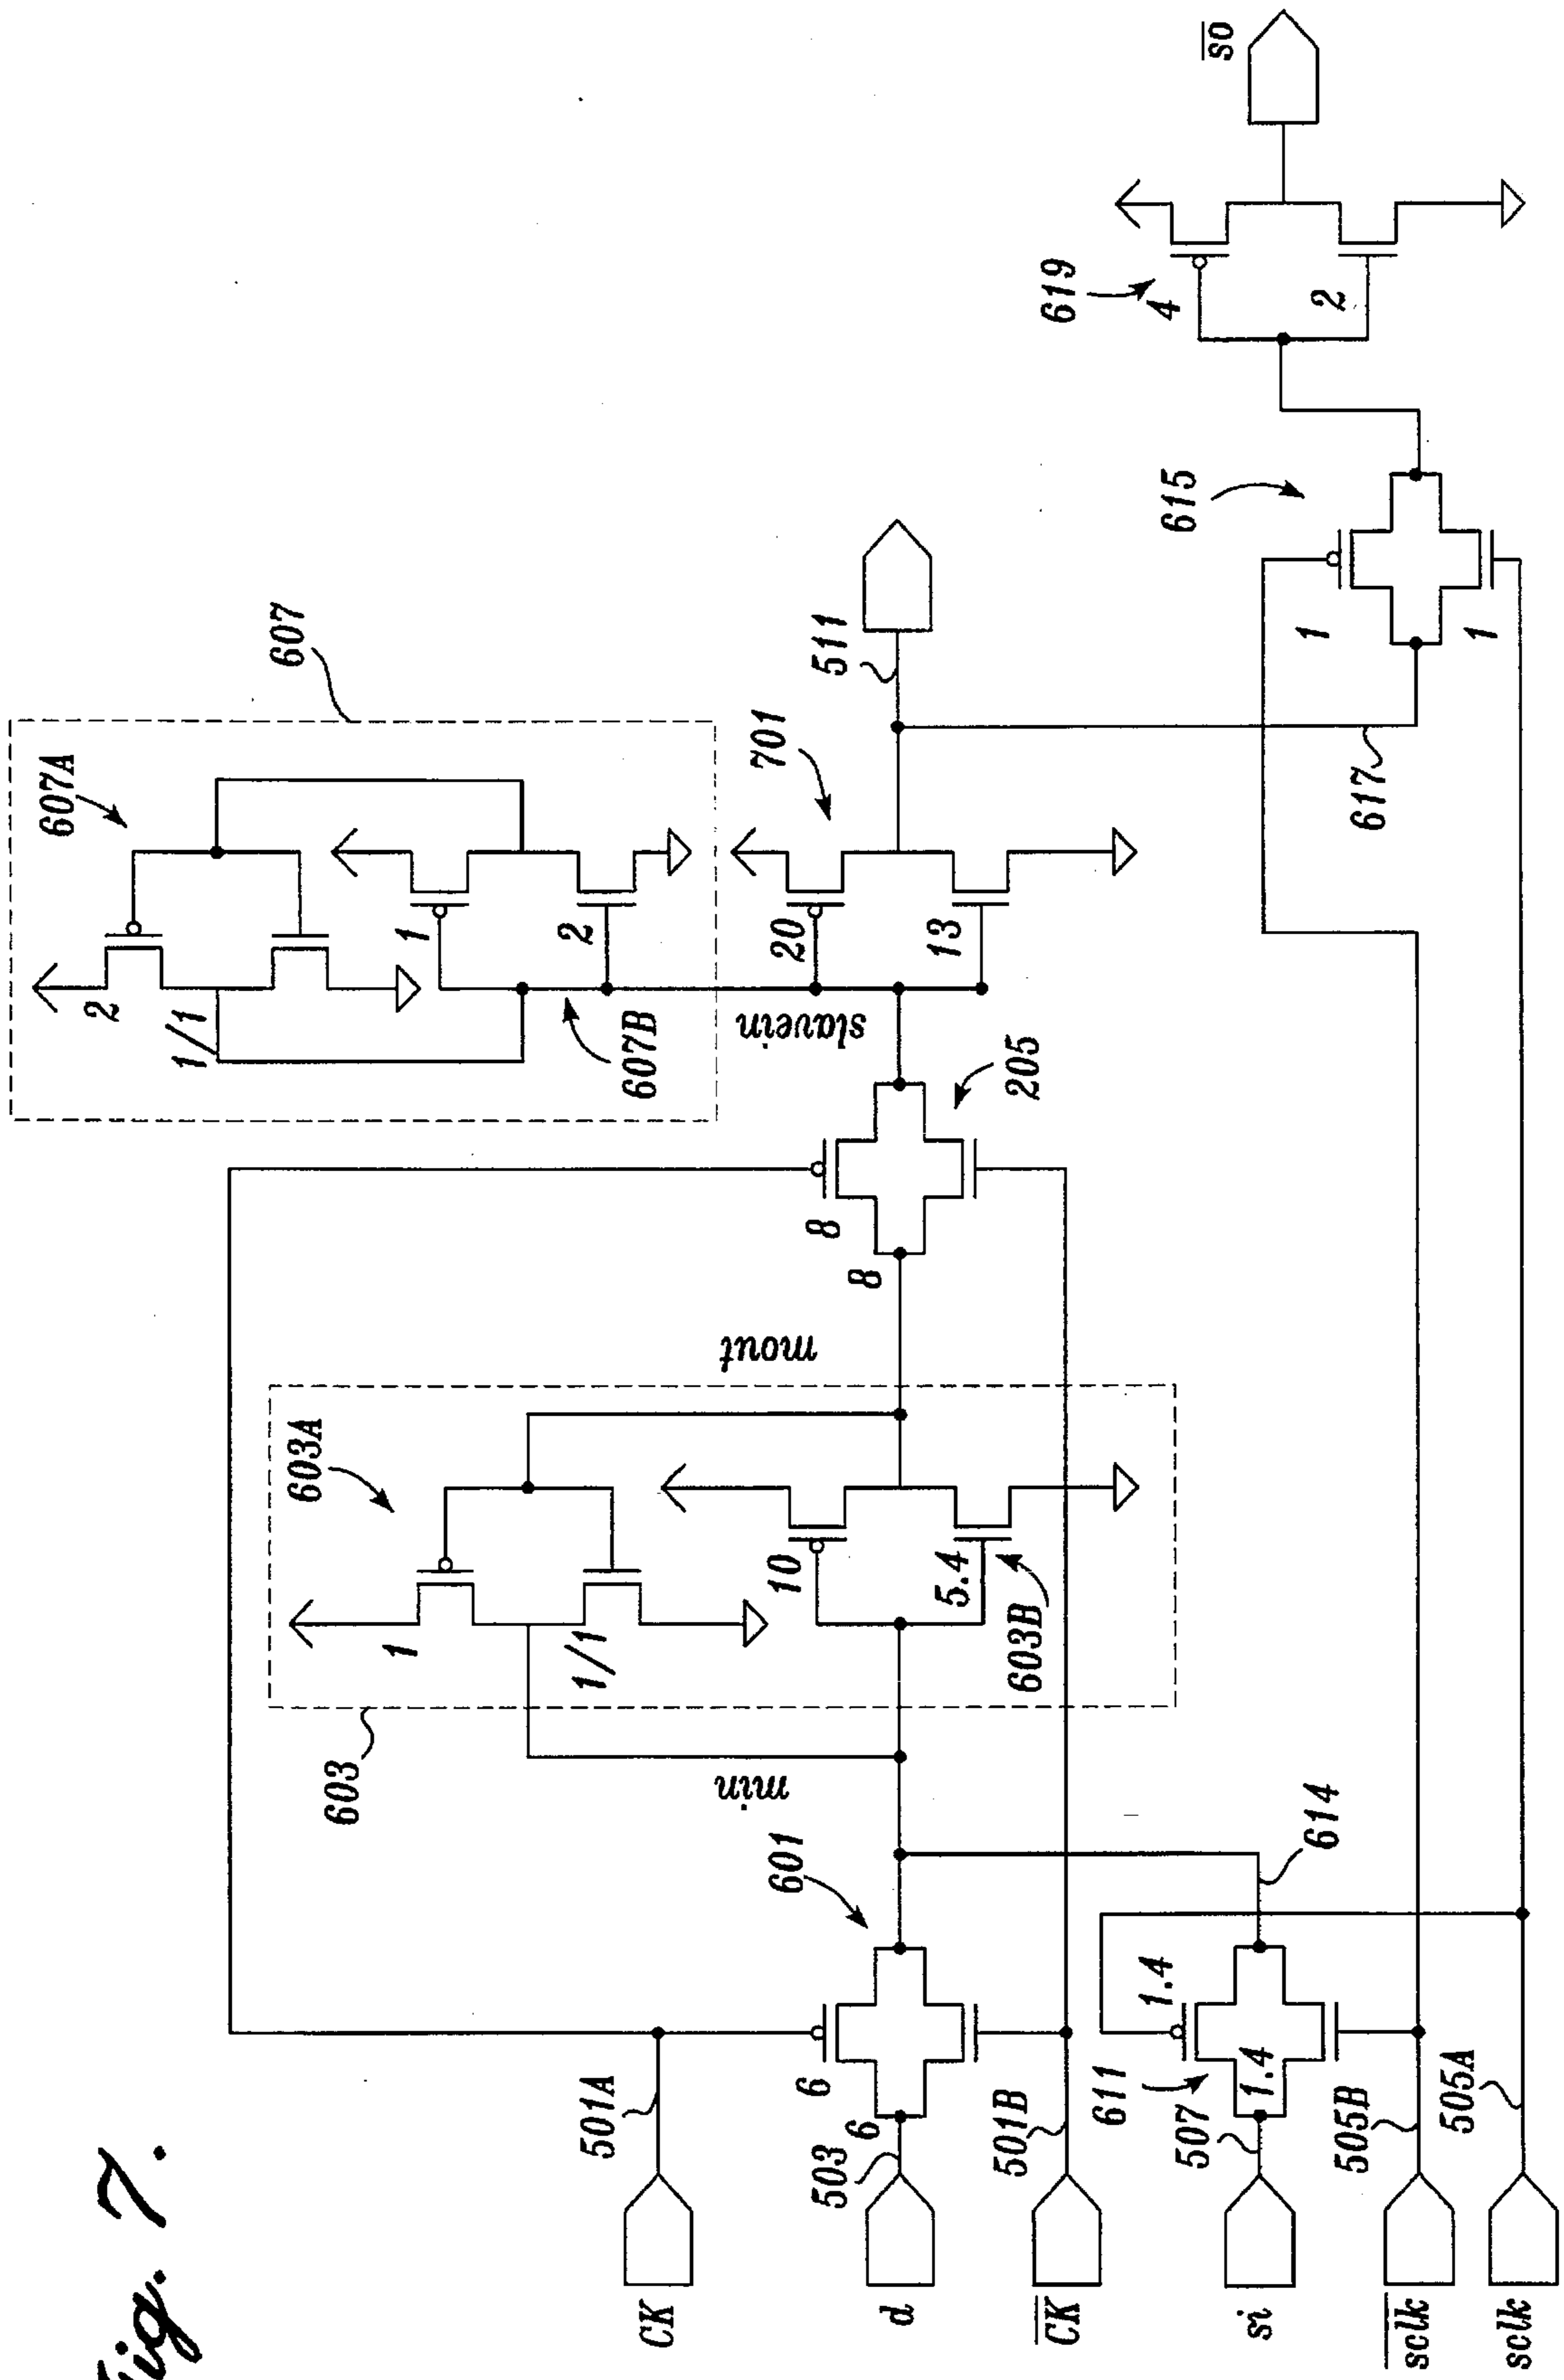 Fig. 7.
CK
501A
d
503
CK
501B
si
507
sclk
505B
sclk
505A
6
6
601
611
1.4
1.4
614
min
603
603A
1
1/1
10
5.4
603B
mout
8
8
205
slavein
607
607A
2
1/1
1
2
607B
701
20
13
511
617
615
1
1
619
4
2
so